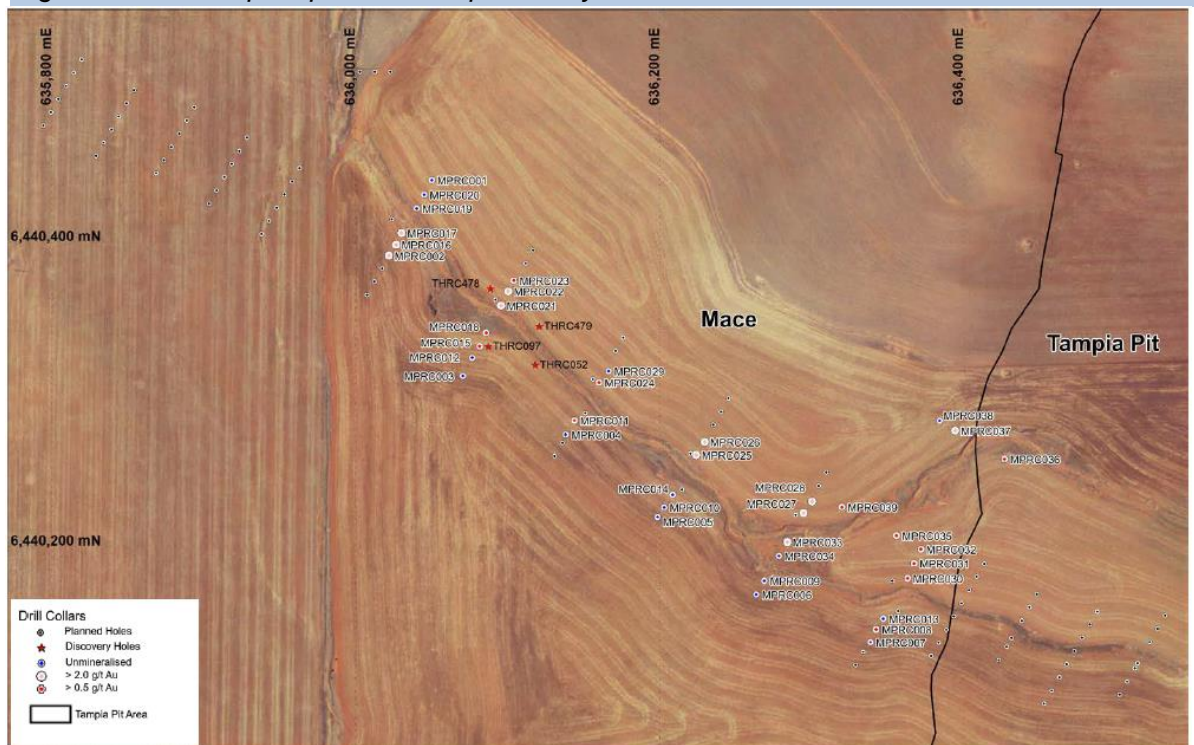 635,800 mE
636,000 mE
636,200 mE
636,400 mE
MPRC001
MPRC020
MPRC019
6,440,400 mN
MPRC017
MPRC016
MPRC002
MPRC023
THRC478
MPRC022
MPRC021
Mace
THRC479
MPRC018
Tampia Pit
MPRC015
THRC097
MPRC012
THRC052
MPRC003
MPRC029
MPRC024
MPRC011
MPRC038
MPRC004
MPRC037
MPRC026
MPRC025
MPRC036
MPRC014
MPRC028
MPRC010
MPRC027
MPRC039
MPRC005
6,440,200 mN
MPRC033
MPRC035
MPRC034
MPRC032
MPRC031
MPRC009
MPRC030
MPRC006
MPRC013
MPRC008
MPRC007
Drill Collars
Planned Holes
Discovery Holes
Unmineralised
> 2.0 g/t Au
> 0.5 g/t Au
Tampia Pit Area